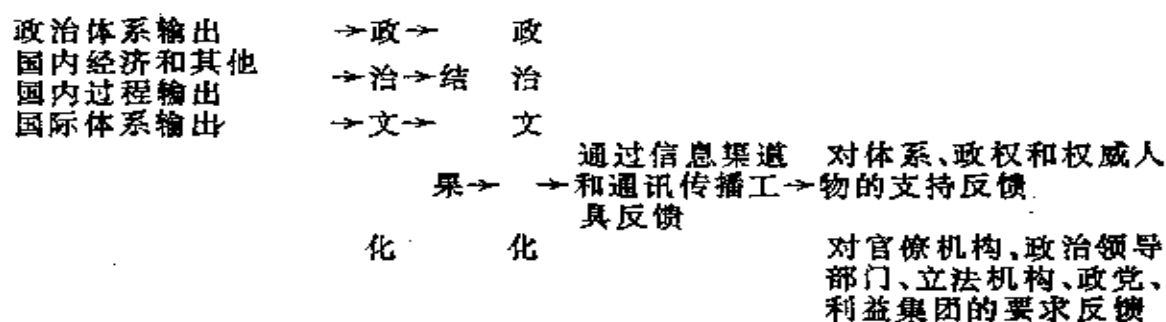 政治体系输出 →政→ 政
国内经济和其他
→治→结 治
国内过程输出
国际体系输出 →文→ 文
通过信息渠道 对体系、政权和权威人
果→ →和通讯传播工→物的支持反馈
具反馈
化 化 对官僚机构、政治领导
部门、立法机构、政党、
利益集团的要求反馈